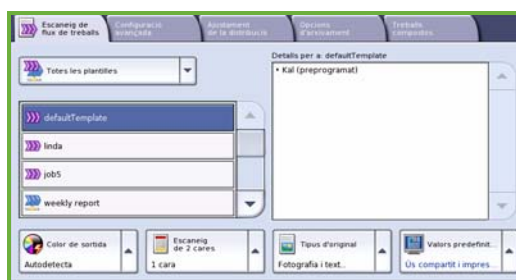 Escaneig de
flux de treballs
Configuració
avançada
Ajustament
de la distribució
Opcions
d'arxivament
Treballs
compostos
Totes les plantilles
Detalls per a: defaultTemplate
• Kal (preprogramat)
defaultTemplate
linda
job5
weekly report
Color de sortida
Autodetecta
Escaneig
de 2 cares
1 cara
Tipus d'original
Fotografia i text..
Valors predefinit...
Ús compartit i impres...